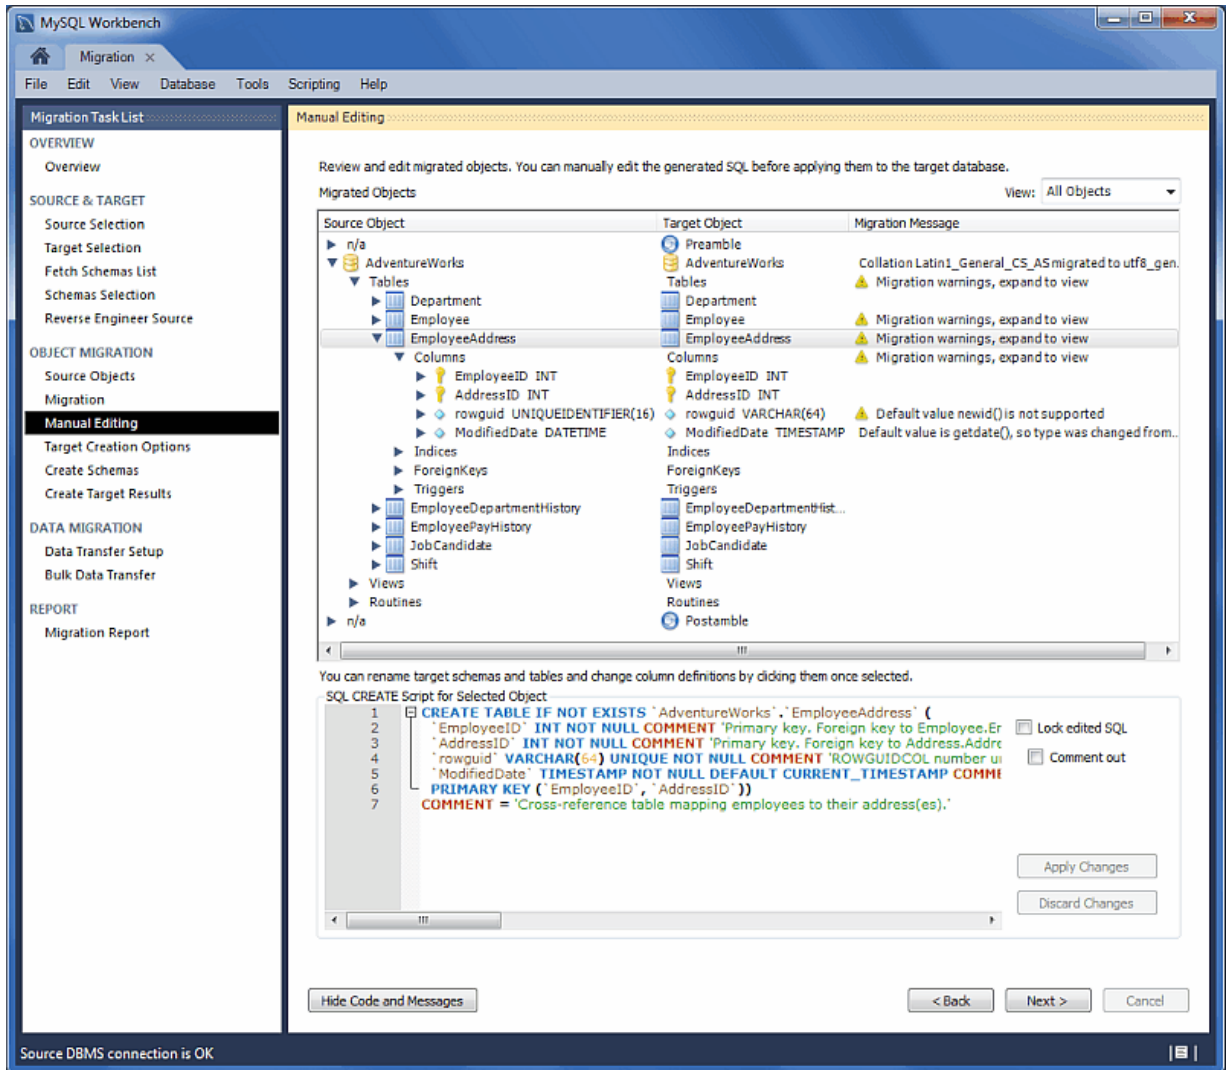 MySQL Workbench
Migration
File Edit View Database Tools Scripting Help
Migration Task List
OVERVIEW
Overview
SOURCE & TARGET
Source Selection
Target Selection
Fetch Schemas List
Schemas Selection
Reverse Engineer Source
OBJECT MIGRATION
Source Objects
Migration
Manual Editing
Target Creation Options
Create Schemas
Create Target Results
DATA MIGRATION
Data Transfer Setup
Bulk Data Transfer
REPORT
Migration Report
Manual Editing
Review and edit migrated objects. You can manually edit the generated SQL before applying them to the target database.
Migrated Objects View: All Objects
Source Object Target Object Migration Message
n/a Preamble
AdventureWorks AdventureWorks Collation Latin1_General_CS_AS migrated to utf8_gen.
Tables Tables Migration warnings, expand to view
Department Department
Employee Employee Migration warnings, expand to view
EmployeeAddress EmployeeAddress Migration warnings, expand to view
Columns Columns Migration warnings, expand to view
EmployeeID INT EmployeeID INT
AddressID INT AddressID INT
rowguid UNIQUEIDENTIFIER(16) rowguid VARCHAR(64) Default value newid() is not supported
ModifiedDate DATETIME ModifiedDate TIMESTAMP Default value is getdate(), so type was changed from..
Indices Indices
ForeignKeys ForeignKeys
Triggers Triggers
EmployeeDepartmentHistory EmployeeDepartmentHist...
EmployeePayHistory EmployeePayHistory
JobCandidate JobCandidate
Shift Shift
Views Views
Routines Routines
n/a Postamble
You can rename target schemas and tables and change column definitions by clicking them once selected.
SQL CREATE Script for Selected Object
1 CREATE TABLE IF NOT EXISTS `AdventureWorks`.`EmployeeAddress` (
2 `EmployeeID` INT NOT NULL COMMENT 'Primary key. Foreign key to Employee.Er
3 `AddressID` INT NOT NULL COMMENT 'Primary key. Foreign key to Address.Addre
4 `rowguid` VARCHAR(64) UNIQUE NOT NULL COMMENT 'ROWGUIDCOL number ui
5 `ModifiedDate` TIMESTAMP NOT NULL DEFAULT CURRENT_TIMESTAMP COMME
6 PRIMARY KEY (`EmployeeID`, `AddressID`))
7 COMMENT = 'Cross-reference table mapping employees to their address(es).'
Lock edited SQL
Comment out
Apply Changes
Discard Changes
Hide Code and Messages < Back Next > Cancel
Source DBMS connection is OK